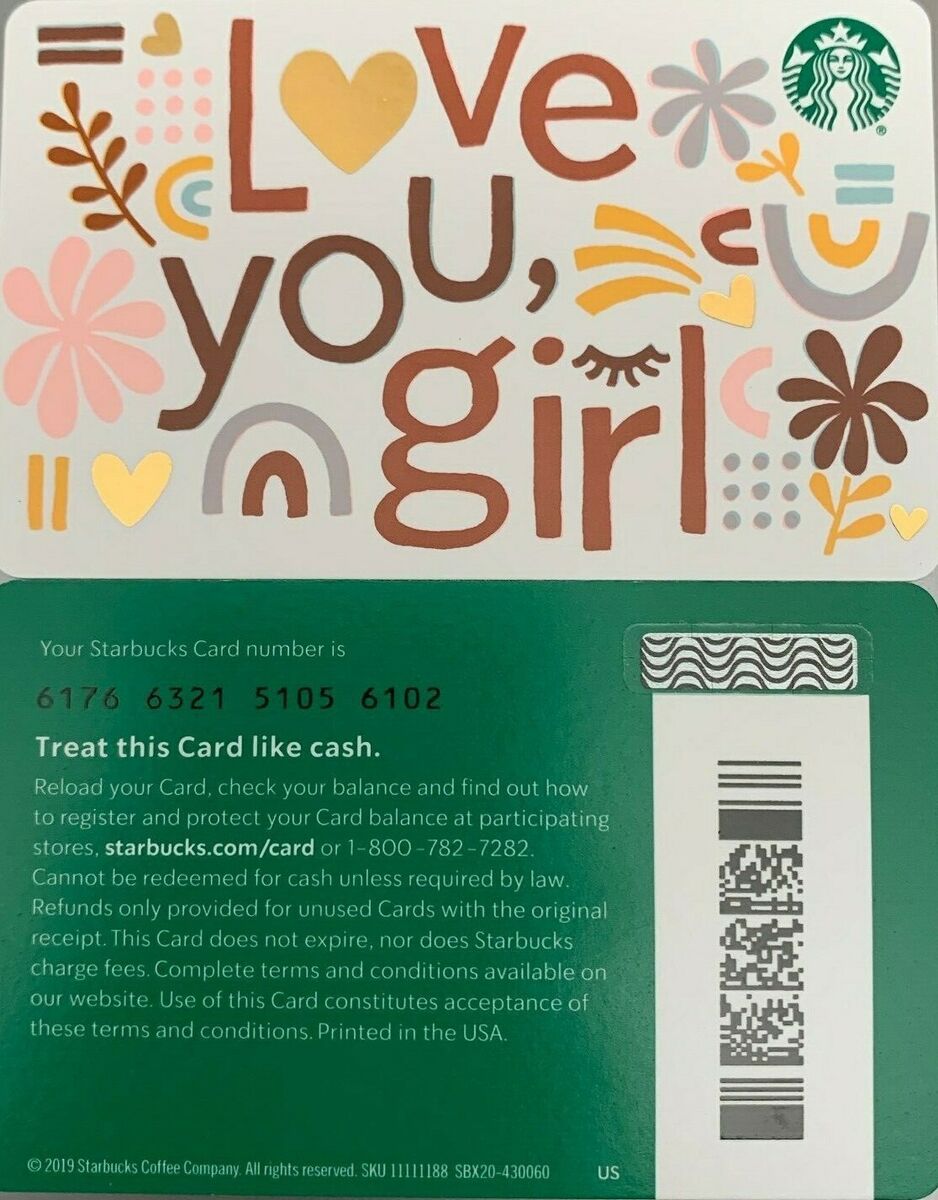 Love
you,
girl
Your Starbucks Card number is
6176 6321 5105 6102
Treat this Card like cash.
Reload your Card, check your balance and find out how
to register and protect your Card balance at participating
stores, starbucks.com/card or 1-800-782-7282.
Cannot be redeemed for cash unless required by law.
Refunds only provided for unused Cards with the original
receipt. This Card does not expire, nor does Starbucks
charge fees. Complete terms and conditions available on
our website. Use of this Card constitutes acceptance of
these terms and conditions. Printed in the USA.
© 2019 Starbucks Coffee Company. All rights reserved. SKU 11111188 SBX20-430060 US